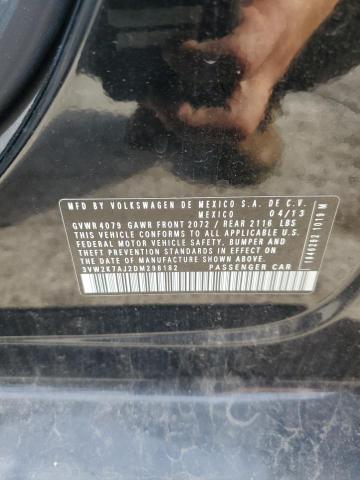 MFD BY VOLKSWAGEN DE MEXICO S.A. DE C.V.
MEXICO 04/13
GVWR 4079 GAWR FRONT 2072 / REAR 2116 LBS
THIS VEHICLE CONFORMS TO ALL APPLICABLE U.S.
FEDERAL MOTOR VEHICLE SAFETY, BUMPER AND
THEFT PREVENTION STANDARDS IN EFFECT ON
THE DATE OF MANUFACTURE SHOWN ABOVE.
3VW2K7AJ2DM298182 PASSENGER CAR
1019 M